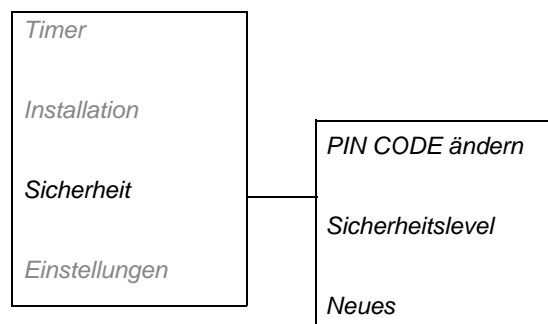 Timer
Installation
Sicherheit
Einstellungen
PIN CODE ändern
Sicherheitslevel
Neues